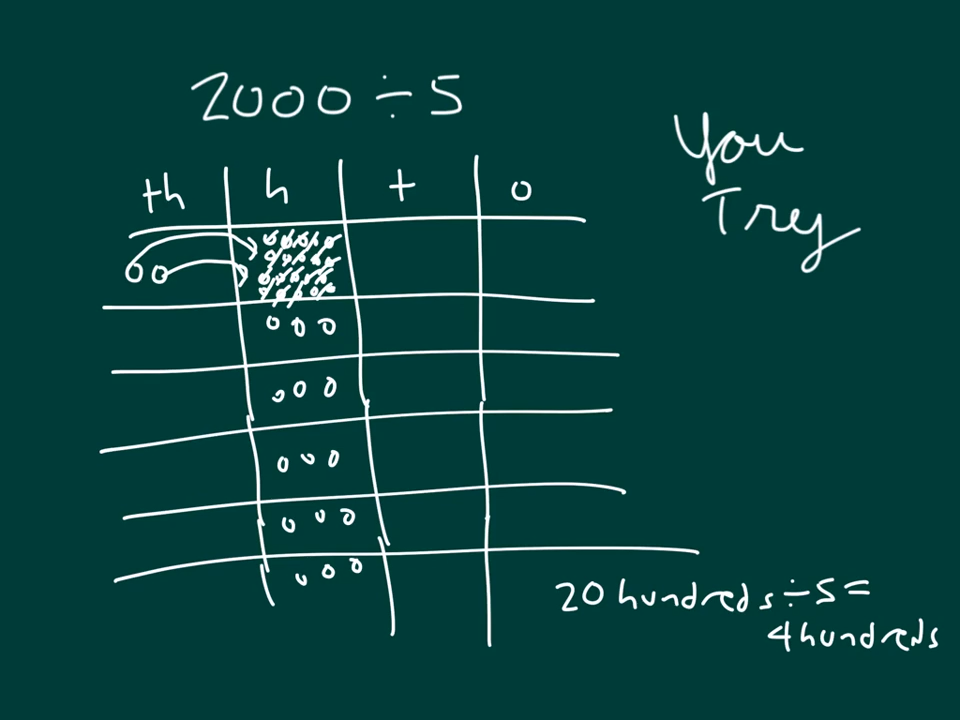 2000 ÷ 5
You
Try
th h t o
20 hundreds ÷ 5 =
4 hundreds